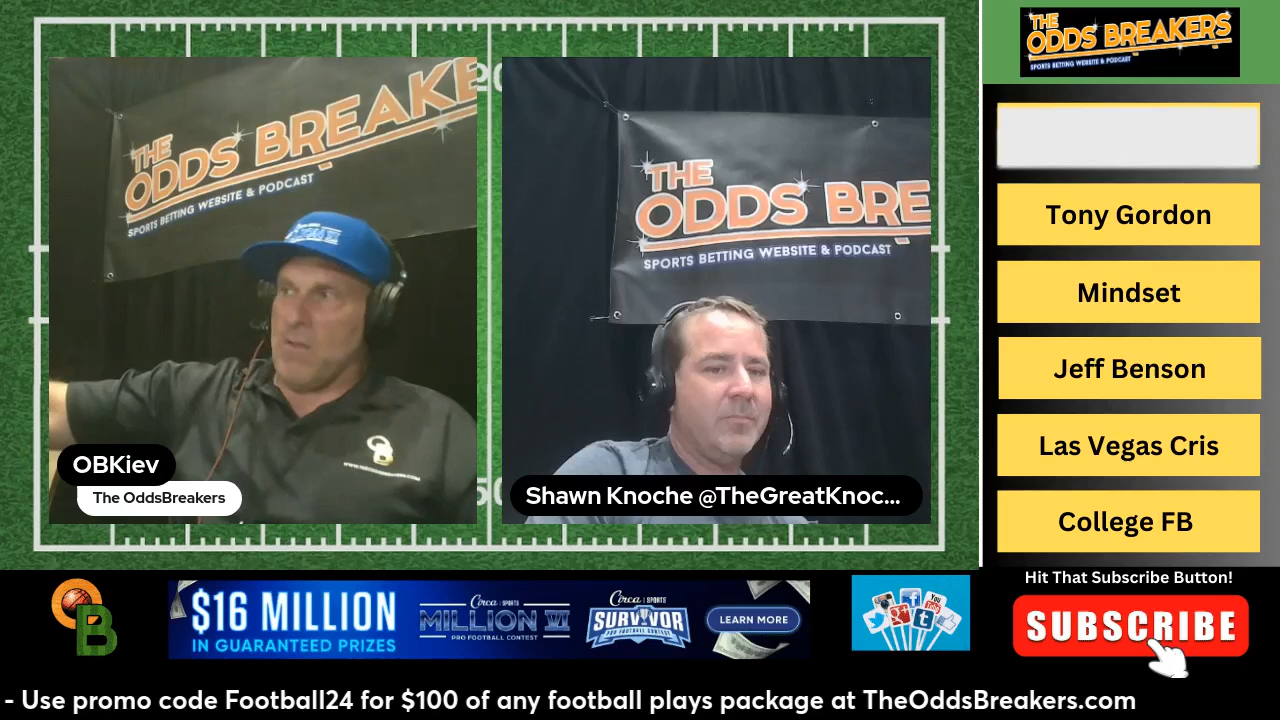 THE
ODDS BREAKE
SPORTS BETTING WEBSITE & PODCAST
OBKiev
The OddsBreakers
THE
ODDS BRE
SPORTS BETTING WEBSITE & PODCAST
Shawn Knoche @TheGreatKnoc...
THE
ODDS BREAKERS
SPORTS BETTING WEBSITE & PODCAST
Tony Gordon
Mindset
Jeff Benson
Las Vegas Cris
College FB
OB
$16 MILLION
IN GUARANTEED PRIZES
Circa | SPORTS
MILLION VI
PRO FOOTBALL CONTEST
Circa | SPORTS
SURVIVOR
PRO FOOTBALL CONTEST
LEARN MORE
Hit That Subscribe Button!
SUBSCRIBE
- Use promo code Football24 for $100 of any football plays package at TheOddsBreakers.com